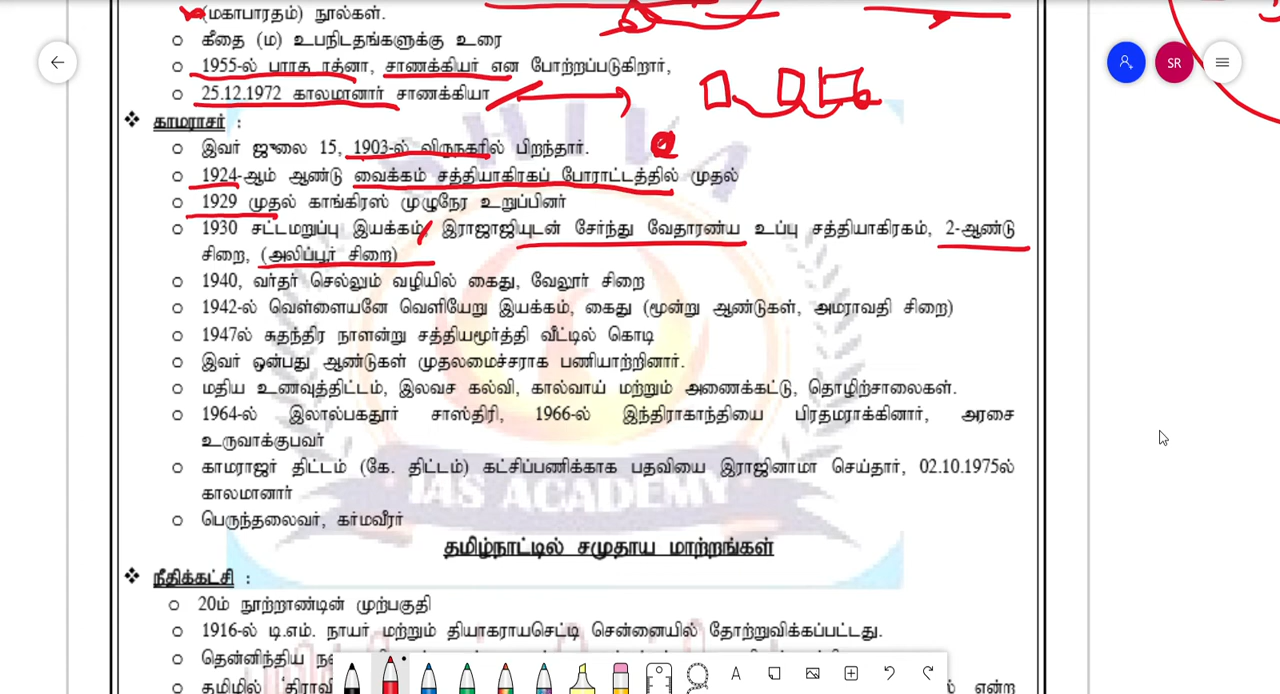 (மகாபாரதம்) நூல்கள்.
கீதை (ம) உபநிடதங்களுக்கு உரை
1955-ல் பாரத ரத்னா, சாணக்கியர் என போற்றப்படுகிறார்,
25.12.1972 காலமானார் சாணக்கியா
SR
SHIVA
காமராசர் :
இவர் ஜுலை 15, 1903-ல் விருநகரில் பிறந்தார்.
1924-ஆம் ஆண்டு வைக்கம் சத்தியாகிரகப் போராட்டத்தில் முதல்
1929 முதல் காங்கிரஸ் முழுநேர உறுப்பினர்
1930 சட்டமறுப்பு இயக்கம், இராஜாஜியுடன் சேர்ந்து வேதாரண்ய உப்பு சத்தியாகிரகம், 2-ஆண்டு
சிறை, (அலிப்பூர் சிறை)
1940, வர்தர் செல்லும் வழியில் கைது, வேலூர் சிறை
1942-ல் வெள்ளையனே வெளியேறு இயக்கம், கைது (மூன்று ஆண்டுகள், அமராவதி சிறை)
1947ல் சுதந்திர நாளன்று சத்தியமூர்த்தி வீட்டில் கொடி
இவர் ஒன்பது ஆண்டுகள் முதலமைச்சராக பணியாற்றினார்.
மதிய உணவுத்திட்டம், இலவச கல்வி, கால்வாய் மற்றும் அணைக்கட்டு, தொழிற்சாலைகள்.
1964-ல் இலால்பகதூர் சாஸ்திரி, 1966-ல் இந்திராகாந்தியை பிரதமராக்கினார், அரசை
உருவாக்குபவர்
காமராஜர் திட்டம் (கே. திட்டம்) கட்சிப்பணிக்காக பதவியை இராஜினாமா செய்தார், 02.10.1975ல்
காலமானார்
IAS ACADEMY
பெருந்தலைவர், கர்மவீரர்
தமிழ்நாட்டில் சமுதாய மாற்றங்கள்
நீதிக்கட்சி :
20ம் நூற்றாண்டின் முற்பகுதி
1916-ல் டி.எம். நாயர் மற்றும் தியாகராயசெட்டி சென்னையில் தோற்றுவிக்கப்பட்டது.
தென்னிந்திய
தமிழில்
என்ற